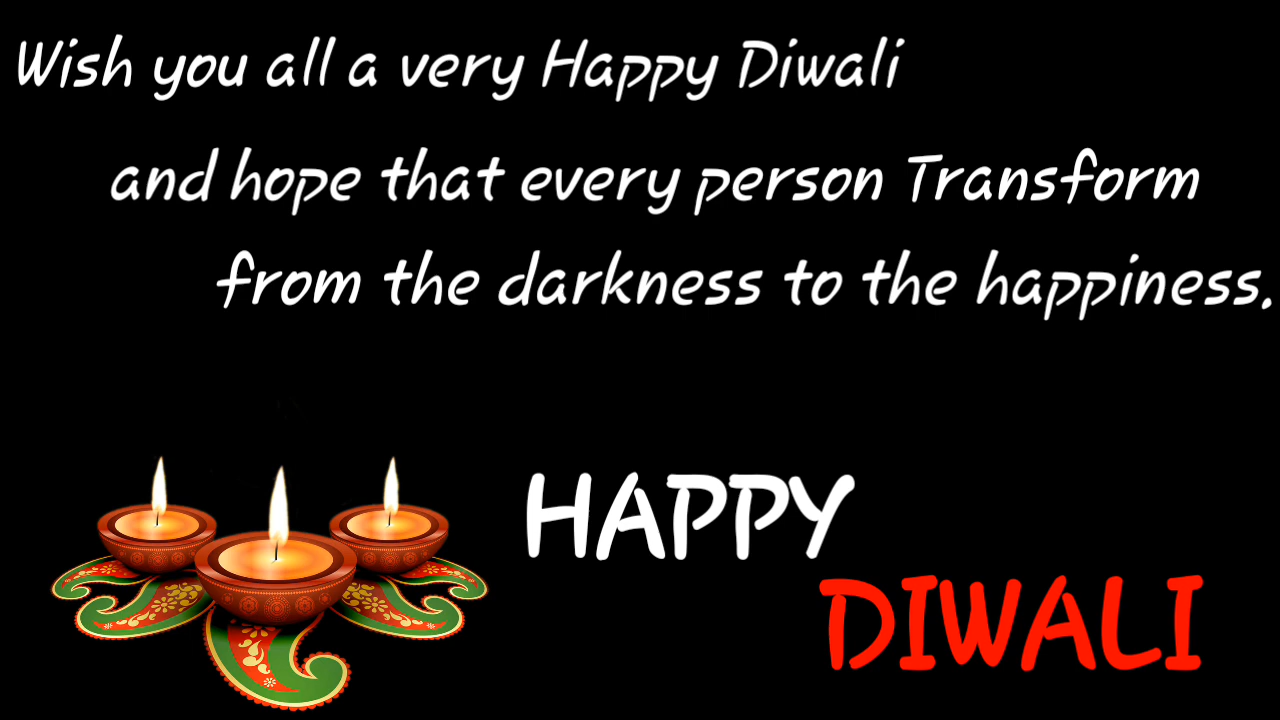 Wish you all a very Happy Diwali
and hope that every person Transform
from the darkness to the happiness.
HAPPY
DIWALI